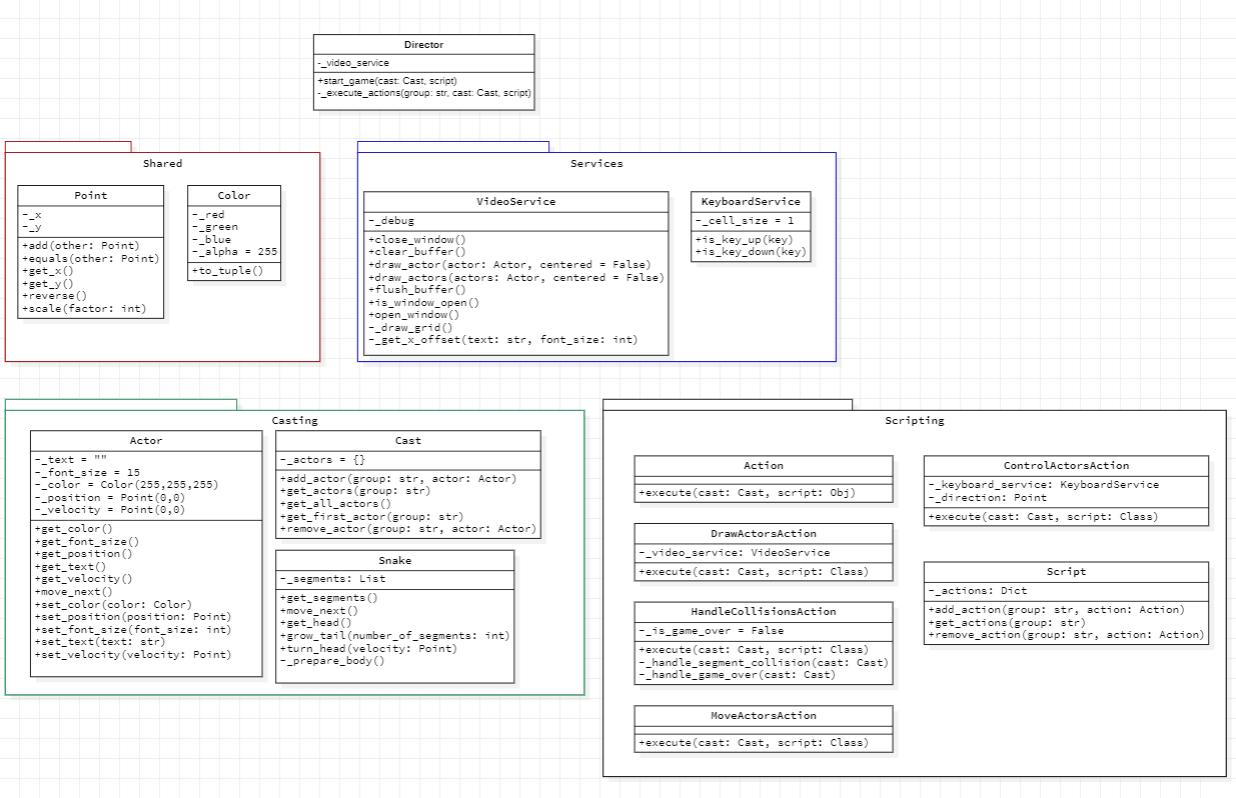 Director
-_video_service
+start_game(cast: Cast, script)
-_execute_actions(group: str, cast: Cast, script)
Shared
Point
-_x
-_y
+add(other: Point)
+equals(other: Point)
+get_x()
+get_y()
+reverse()
+scale(factor: int)
Color
-_red
-_green
-_blue
-_alpha = 255
+to_tuple()
Services
VideoService
-_debug
+close_window()
+clear_buffer()
+draw_actor(actor: Actor, centered = False)
+draw_actors(actors: Actor, centered = False)
+flush_buffer()
+is_window_open()
+open_window()
-_draw_grid()
-_get_x_offset(text: str, font_size: int)
KeyboardService
-_cell_size = 1
+is_key_up(key)
+is_key_down(key)
Casting
Actor
-_text = ""
-_font_size = 15
-_color = Color(255,255,255)
-_position = Point(0,0)
-_velocity = Point(0,0)
+get_color()
+get_font_size()
+get_position()
+get_text()
+get_velocity()
+move_next()
+set_color(color: Color)
+set_position(position: Point)
+set_font_size(font_size: int)
+set_text(text: str)
+set_velocity(velocity: Point)
Cast
-_actors = {}
+add_actor(group: str, actor: Actor)
+get_actors(group: str)
+get_all_actors()
+get_first_actor(group: str)
+remove_actor(group: str, actor: Actor)
Snake
-_segments: List
+get_segments()
+move_next()
+get_head()
+grow_tail(number_of_segments: int)
+turn_head(velocity: Point)
-_prepare_body()
Scripting
Action
+execute(cast: Cast, script: Obj)
DrawActorsAction
-_video_service: VideoService
+execute(cast: Cast, script: Class)
HandleCollisionsAction
-_is_game_over = False
+execute(cast: Cast, script: Class)
-_handle_segment_collision(cast: Cast)
-_handle_game_over(cast: Cast)
MoveActorsAction
+execute(cast: Cast, script: Class)
ControlActorsAction
-_keyboard_service: KeyboardService
-_direction: Point
+execute(cast: Cast, script: Class)
Script
-_actions: Dict
+add_action(group: str, action: Action)
+get_actions(group: str)
+remove_action(group: str, action: Action)